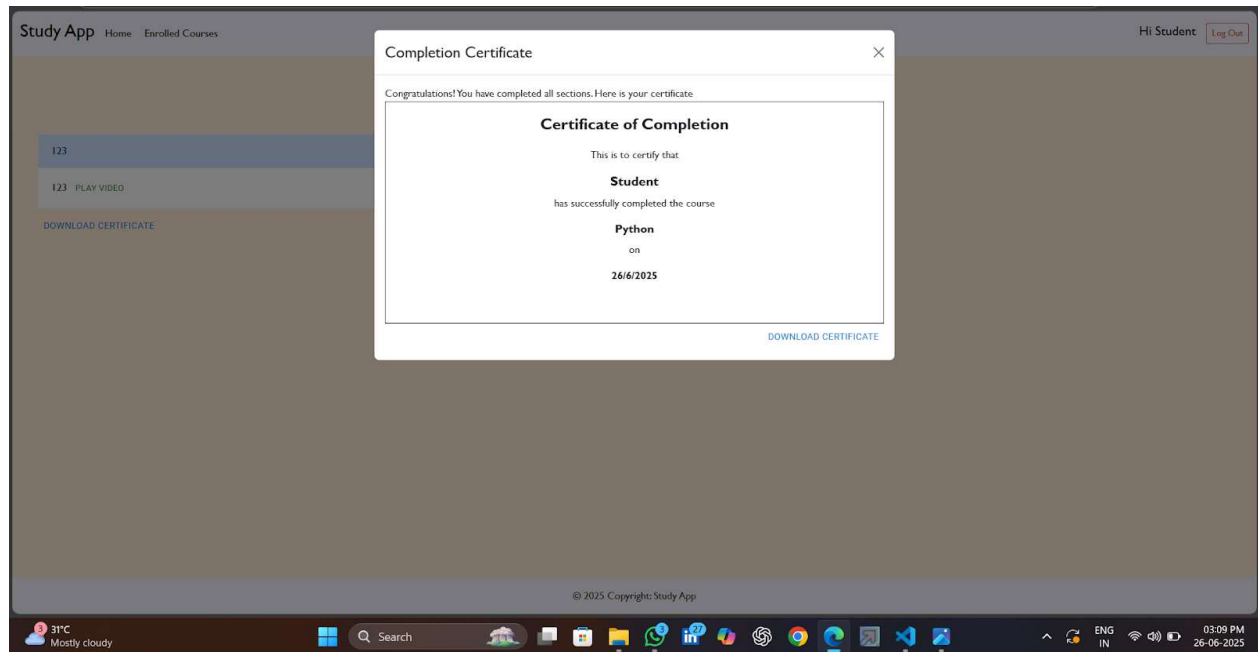 Study App Home Enrolled Courses
Hi Student Log Out
Completion Certificate
Congratulations! You have completed all sections. Here is your certificate
Certificate of Completion
This is to certify that
Student
has successfully completed the course
Python
on
26/6/2025
DOWNLOAD CERTIFICATE
123
123 PLAY VIDEO
DOWNLOAD CERTIFICATE
© 2025 Copyright: Study App
3
31°C
Mostly cloudy
Search
3
27
ENG
IN
03:09 PM
26-06-2025